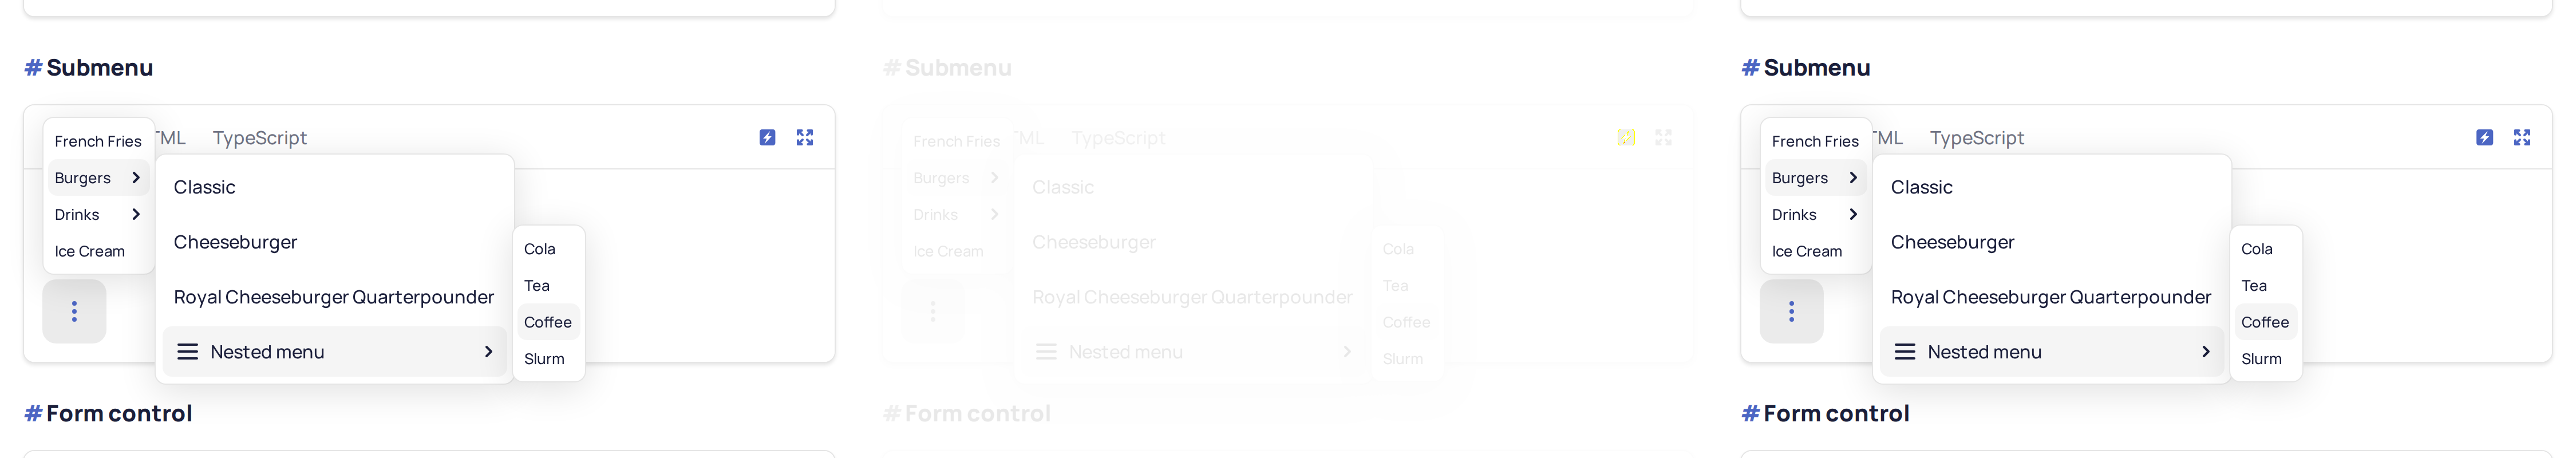 # Submenu
French Fries
TML TypeScript
Burgers
Drinks
Ice Cream
Classic
Cheeseburger
Royal Cheeseburger Quarterpounder
Nested menu
Cola
Tea
Coffee
Slurm
# Form control
# Submenu
French Fries
ML TypeScript
Burgers
Drinks
Ice Cream
Classic
Cheeseburger
Royal Cheeseburger Quarterpounder
Nested menu
Cola
Tea
Coffee
Slurm
# Form control
# Submenu
French Fries
TML TypeScript
Burgers
Drinks
Ice Cream
Classic
Cheeseburger
Royal Cheeseburger Quarterpounder
Nested menu
Cola
Tea
Coffee
Slurm
# Form control